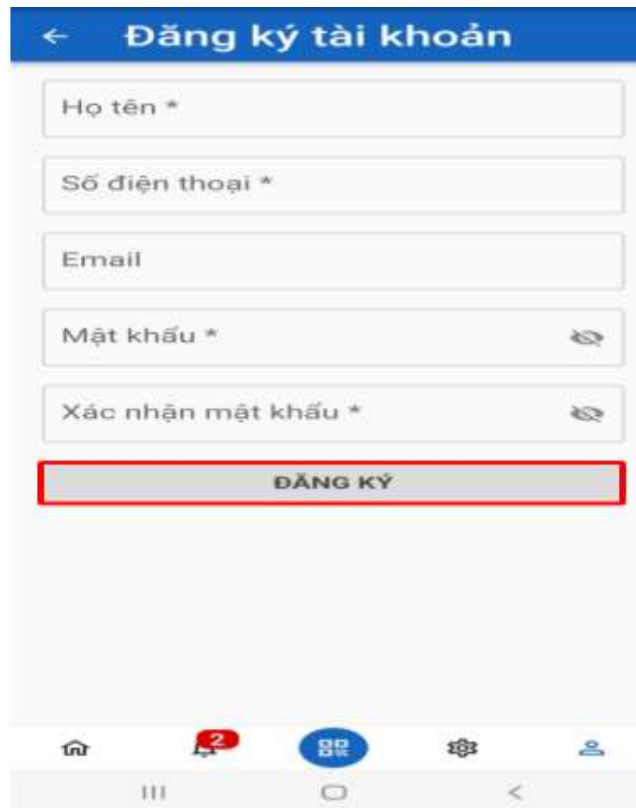 Đăng ký tài khoản
Họ tên *
Số điện thoại *
Email
Mật khẩu *
Xác nhận mật khẩu *
ĐĂNG KÝ
2